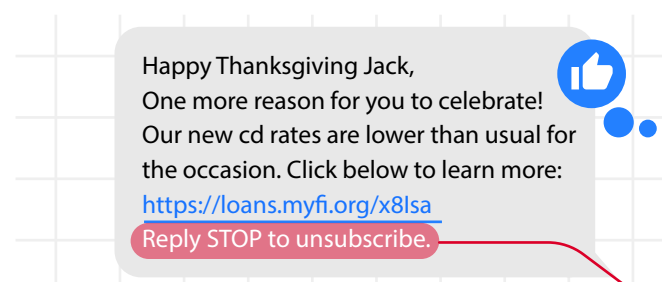 Happy Thanksgiving Jack,
One more reason for you to celebrate!
Our new cd rates are lower than usual for
the occasion. Click below to learn more:
https://loans.myfi.org/x8lsa
Reply STOP to unsubscribe.